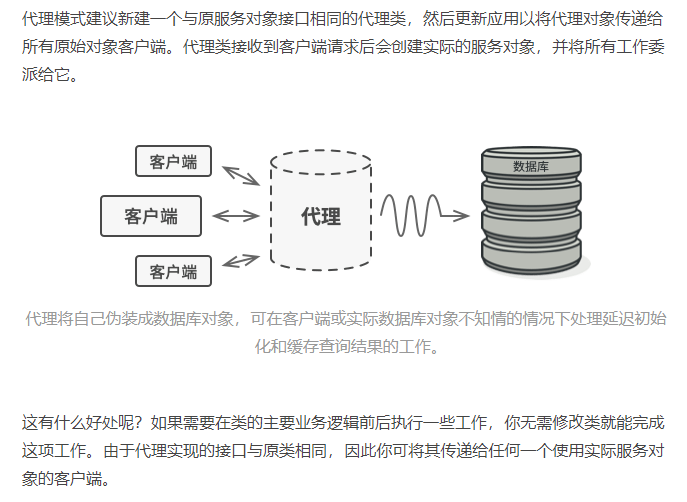 代理模式建议新建一个与原服务对象接口相同的代理类，然后更新应用以将代理对象传递给
所有原始对象客户端。代理类接收到客户端请求后会创建实际的服务对象，并将所有工作委
派给它。
客户端
客户端
客户端
代理
数据库
代理将自己伪装成数据库对象，可在客户端或实际数据库对象不知情的情况下处理延迟初始
化和缓存查询结果的工作。
这有什么好处呢？如果需要在类的主要业务逻辑前后执行一些工作，你无需修改类就能完成
这项工作。由于代理实现的接口与原类相同，因此你可将其传递给任何一个使用实际服务对
象的客户端。